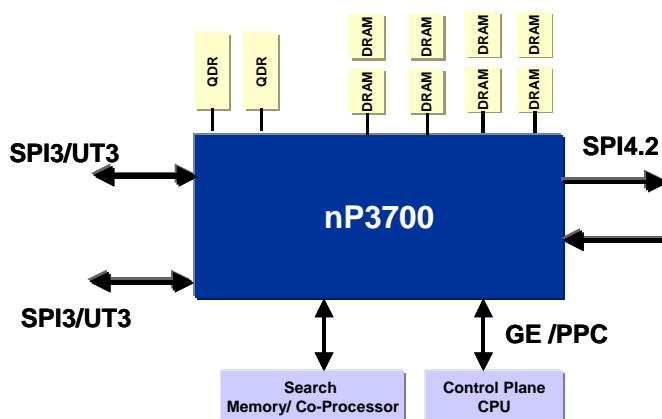 QDR
QDR
DRAM
DRAM
DRAM
DRAM
DRAM
DRAM
DRAM
DRAM
SPI3/UT3
SPI4.2
nP3700
SPI3/UT3
GE /PPC
Search
Memory/ Co-Processor
Control Plane
CPU